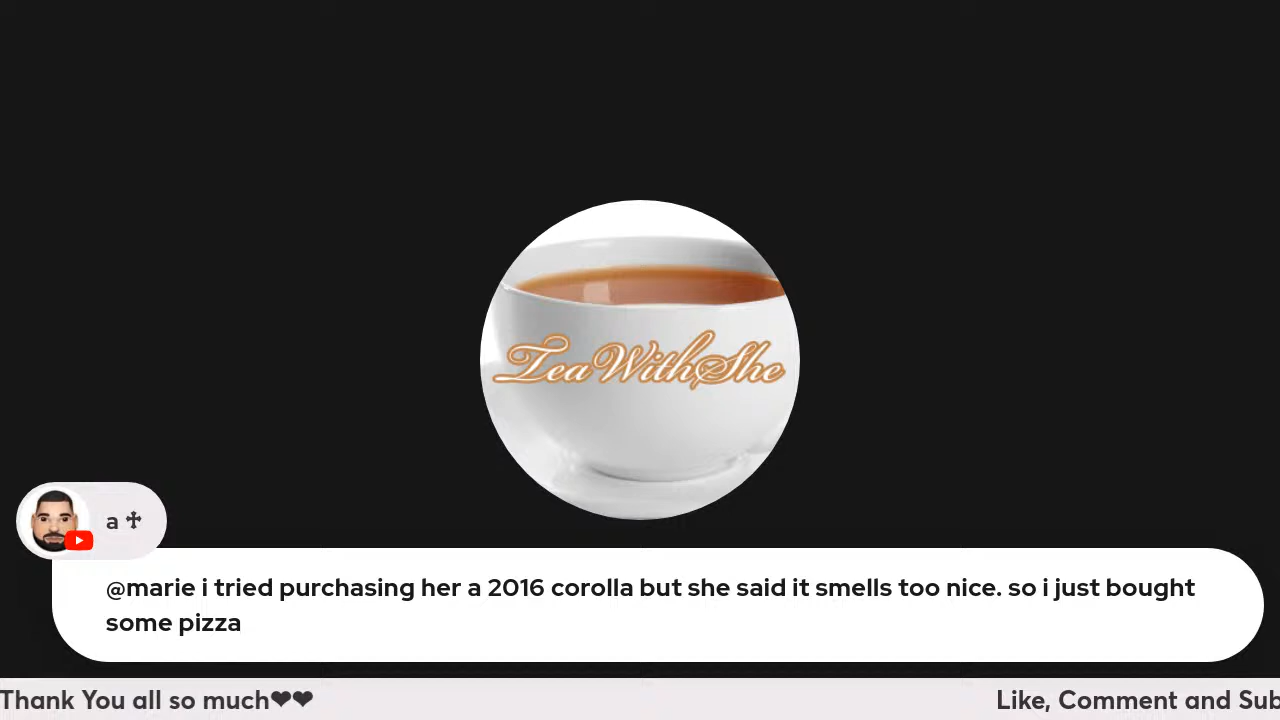 TeaWithShe
a ✝
@marie i tried purchasing her a 2016 corolla but she said it smells too nice. so i just bought
some pizza
Thank You all so much❤❤
Like, Comment and Sub